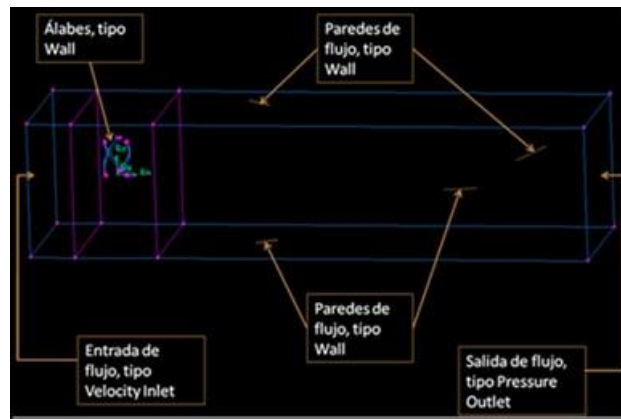 Álabes, tipo
Wall
Paredes de
flujo, tipo
Wall
Paredes de
flujo, tipo
Wall
Entrada de
flujo, tipo
Velocity Inlet
Salida de flujo,
tipo Pressure
Outlet